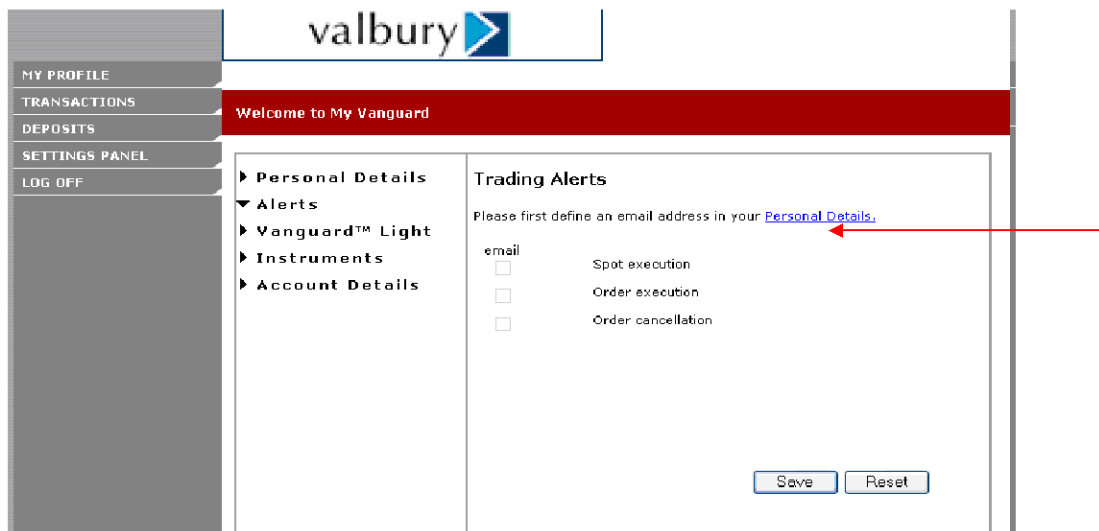 valbury
MY PROFILE
TRANSACTIONS
DEPOSITS
SETTINGS PANEL
LOG OFF
Welcome to My Vanguard
Personal Details
Alerts
Vanguard™ Light
Instruments
Account Details
Trading Alerts
Please first define an email address in your Personal Details.
email
Spot execution
Order execution
Order cancellation
Save Reset